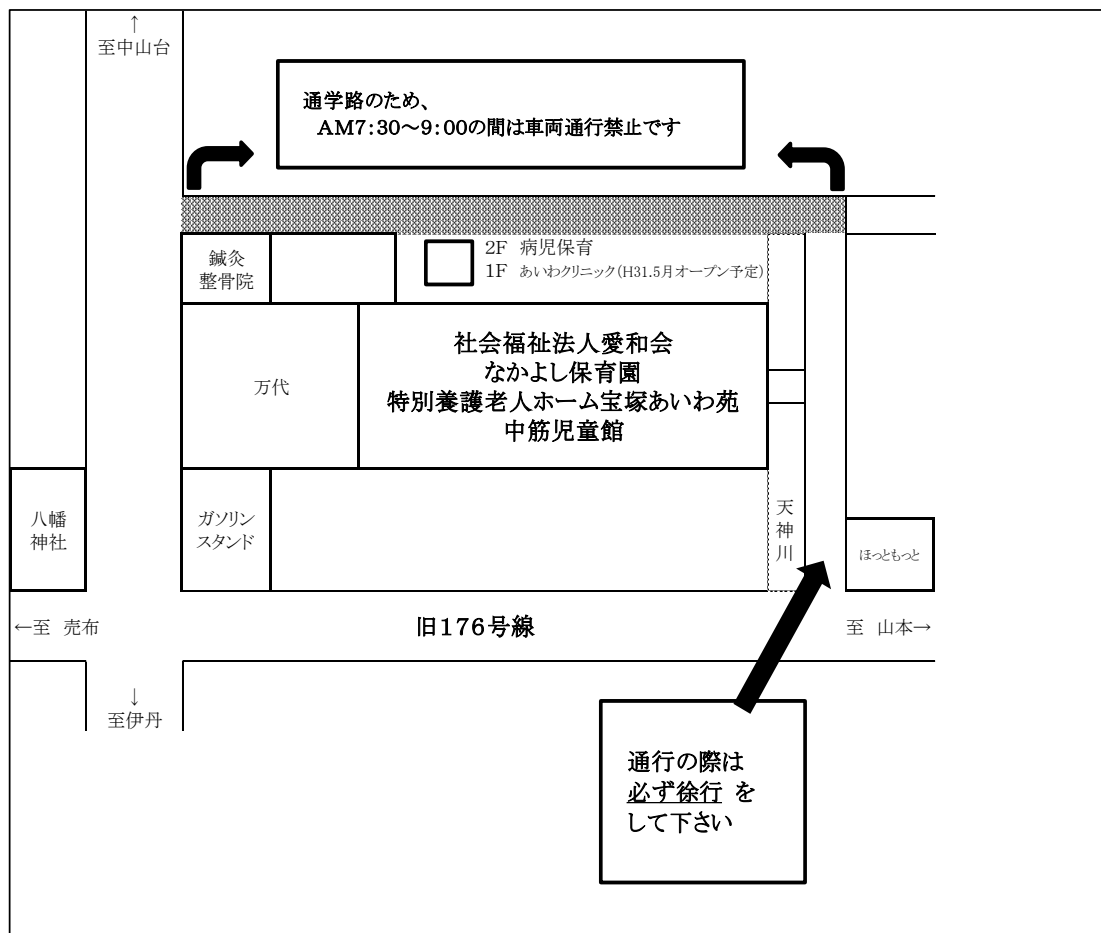 ↑
至中山台
通学路のため、
AM7:30～9:00の間は車両通行禁止です
鍼灸
整骨院
2F 病児保育
1F あいわクリニック(H31.5月オープン予定)
万代
社会福祉法人愛和会
なかよし保育園
特別養護老人ホーム宝塚あいわ苑
中筋児童館
八幡
神社
ガソリン
スタンド
天
神
川
ほっともっと
←至 売布
旧176号線
至 山本→
↓
至伊丹
通行の際は
必ず徐行 を
して下さい